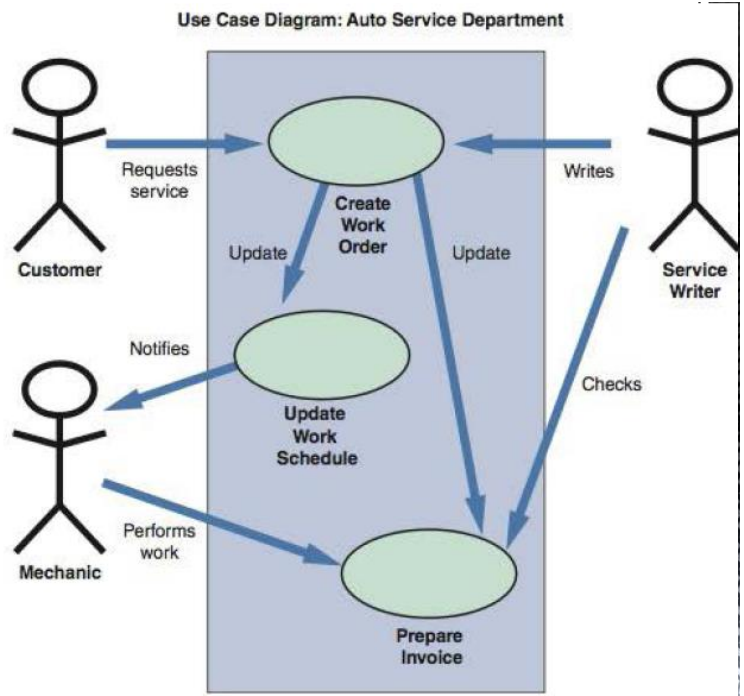 Use Case Diagram: Auto Service Department
Requests
service
Writes
Create
Work
Order
Customer
Service
Writer
Update
Update
Notifies
Checks
Update
Work
Schedule
Performs
work
Mechanic
Prepare
Invoice